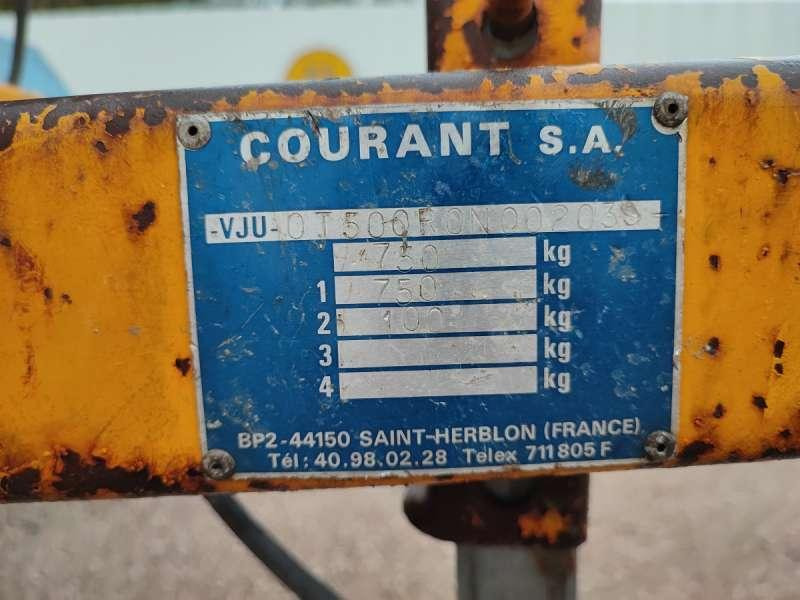 COURANT S.A.
-VJU- 0T500R0N002039-
750 kg
1 750 kg
2 100 kg
3 kg
4 kg
BP2-44150 SAINT-HERBLON (FRANCE)
Tél: 40.98.02.28 Telex 711805 F